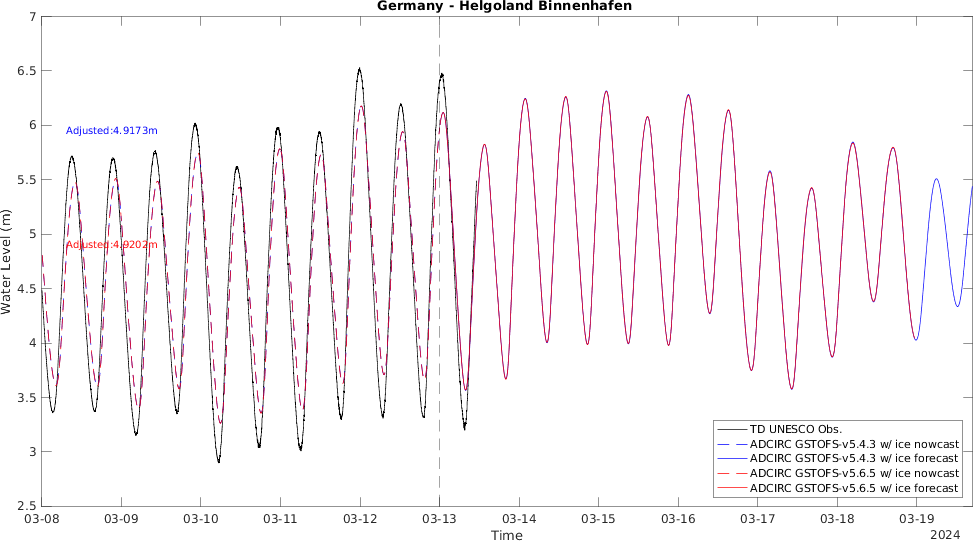 Germany - Helgoland Binnenhafen
7
6.5
6
5.5
5
4.5
4
3.5
3
2.5
Water Level (m)
Adjusted:4.9173m
Adjusted:4.9202m
TD UNESCO Obs.
ADCIRC GSTOFS-v5.4.3 w/ ice nowcast
ADCIRC GSTOFS-v5.4.3 w/ ice forecast
ADCIRC GSTOFS-v5.6.5 w/ ice nowcast
ADCIRC GSTOFS-v5.6.5 w/ ice forecast
03-08 03-09 03-10 03-11 03-12 03-13 03-14 03-15 03-16 03-17 03-18 03-19
Time
2024